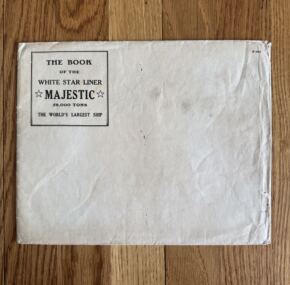 THE BOOK
OF THE
WHITE STAR LINER
☆ MAJESTIC ☆
56,000 TONS
THE WORLD'S LARGEST SHIP